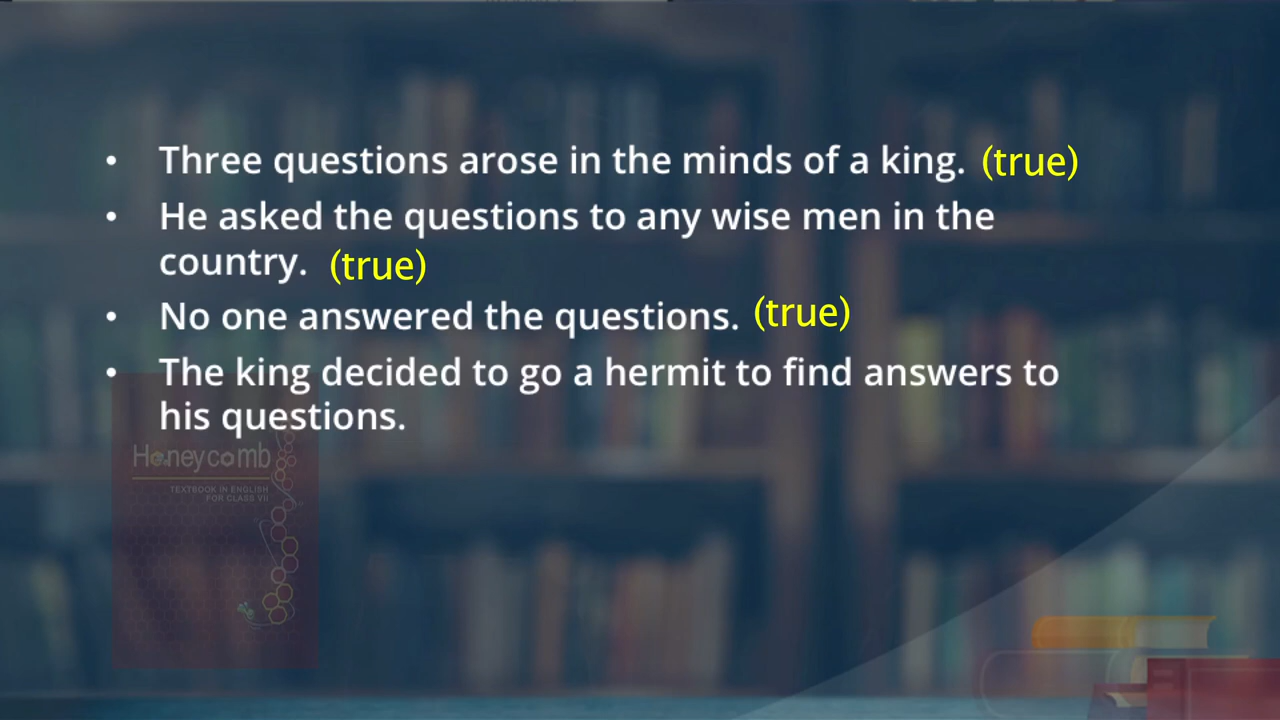 • Three questions arose in the minds of a king. (true)
• He asked the questions to any wise men in the
country. (true)
• No one answered the questions. (true)
• The king decided to go a hermit to find answers to
his questions.
Honeycomb
TEXTBOOK IN ENGLISH
FOR CLASS VII